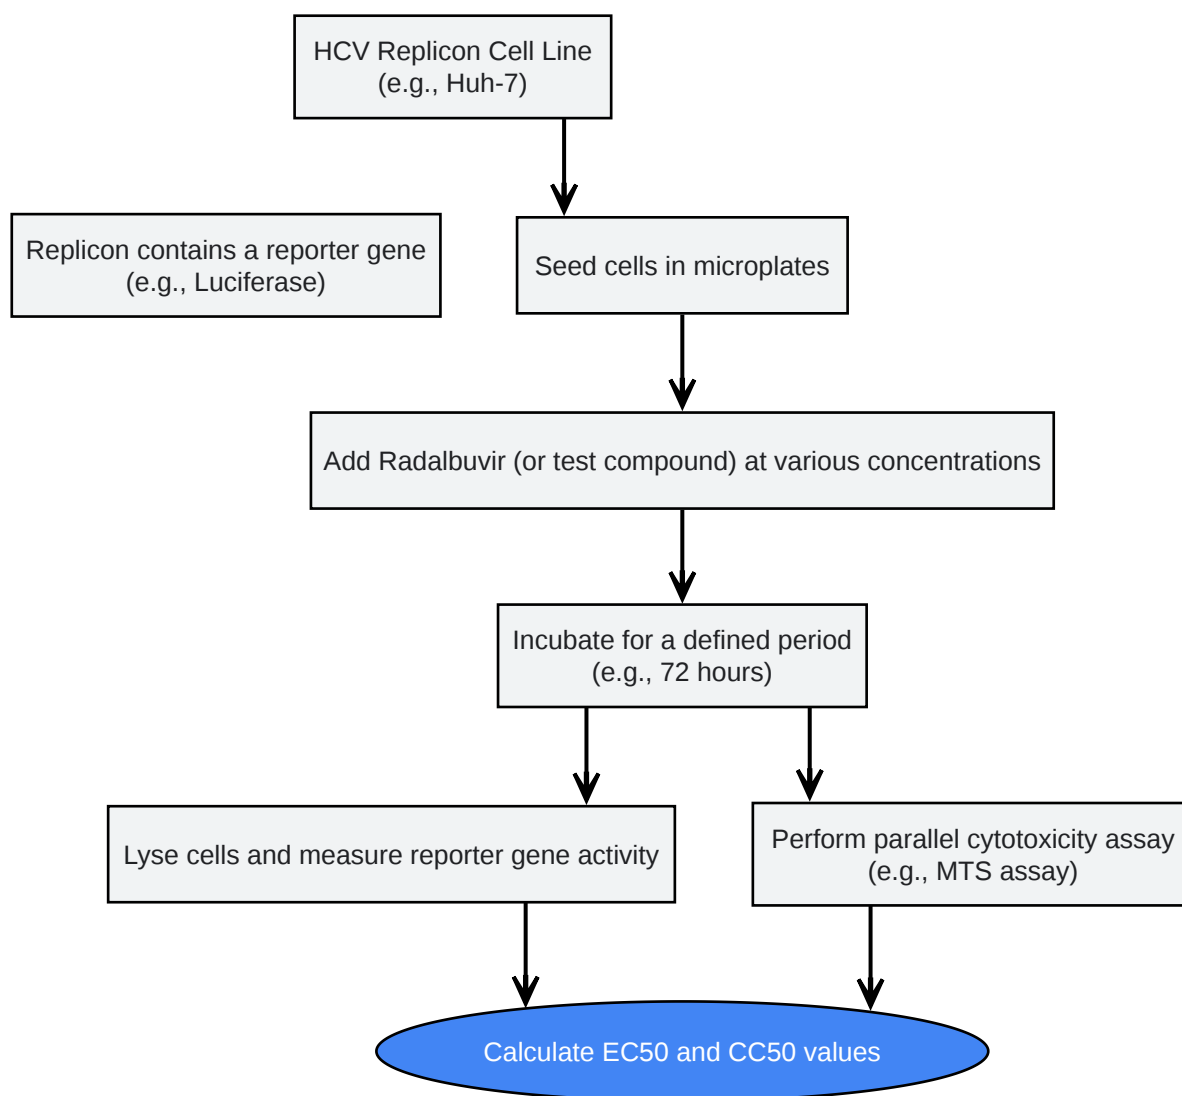 HCV Replicon Cell Line
(e.g., Huh-7)
Replicon contains a reporter gene
(e.g., Luciferase)
Seed cells in microplates
Add Radalbuvir (or test compound) at various concentrations
Incubate for a defined period
(e.g., 72 hours)
Lyse cells and measure reporter gene activity
Perform parallel cytotoxicity assay
(e.g., MTS assay)
Calculate EC50 and CC50 values